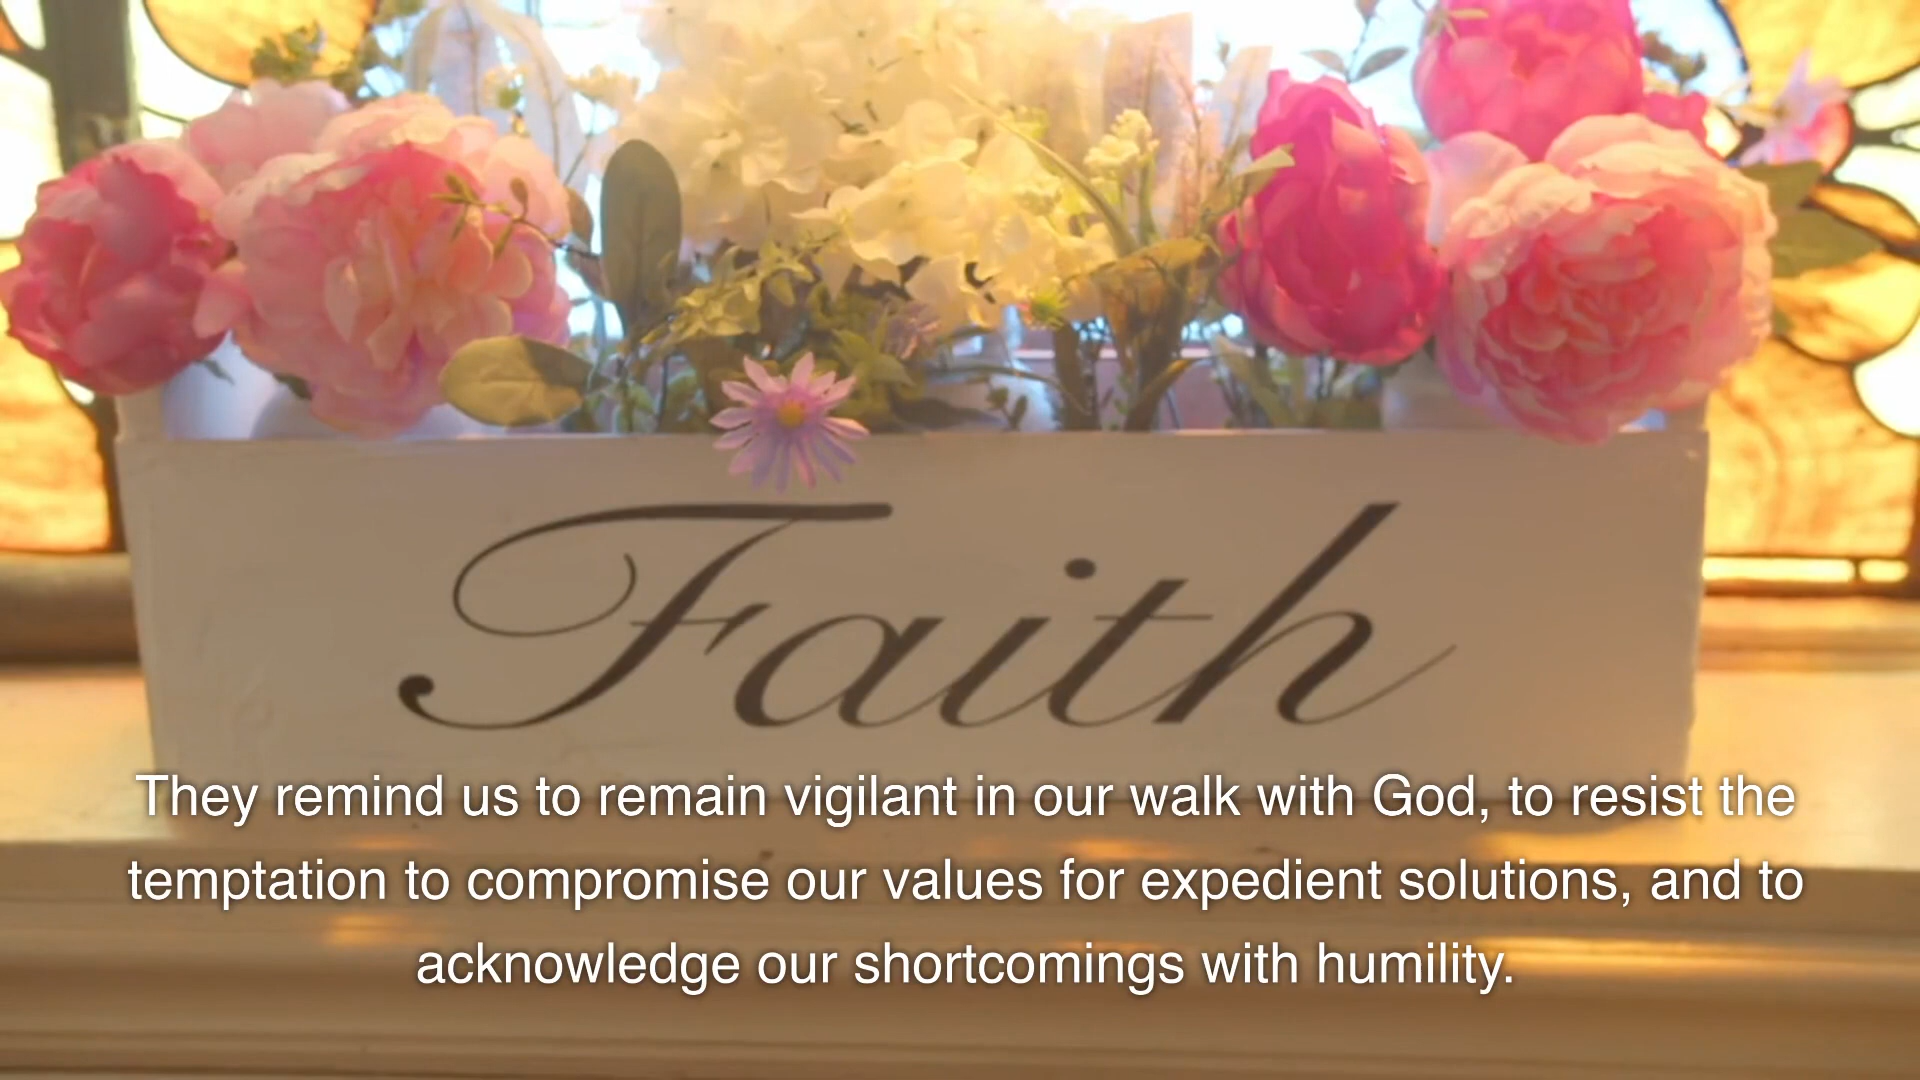 Faith
They remind us to remain vigilant in our walk with God, to resist the
temptation to compromise our values for expedient solutions, and to
acknowledge our shortcomings with humility.